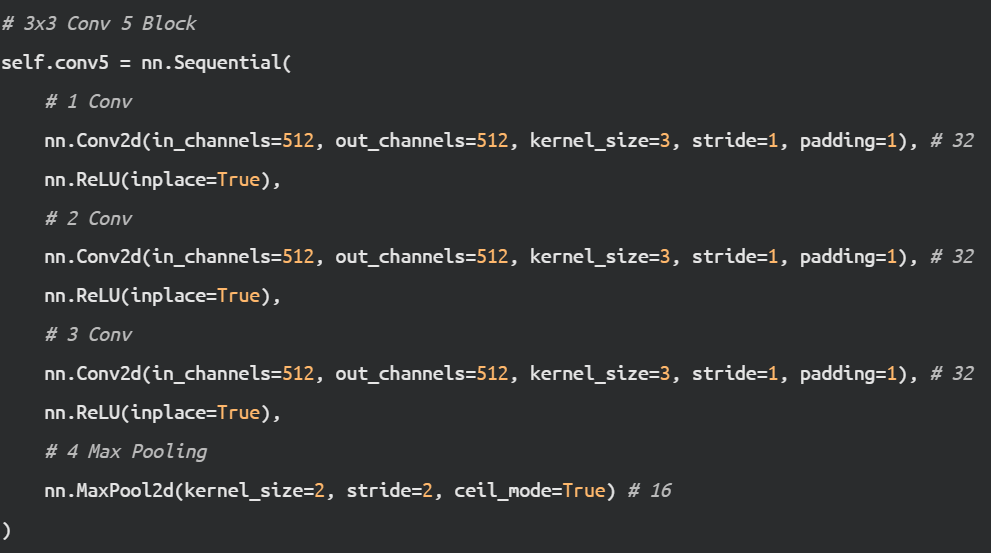 # 3x3 Conv 5 Block
self.conv5 = nn.Sequential(
    # 1 Conv
    nn.Conv2d(in_channels=512, out_channels=512, kernel_size=3, stride=1, padding=1), # 32
    nn.ReLU(inplace=True),
    # 2 Conv
    nn.Conv2d(in_channels=512, out_channels=512, kernel_size=3, stride=1, padding=1), # 32
    nn.ReLU(inplace=True),
    # 3 Conv
    nn.Conv2d(in_channels=512, out_channels=512, kernel_size=3, stride=1, padding=1), # 32
    nn.ReLU(inplace=True),
    # 4 Max Pooling
    nn.MaxPool2d(kernel_size=2, stride=2, ceil_mode=True) # 16
)